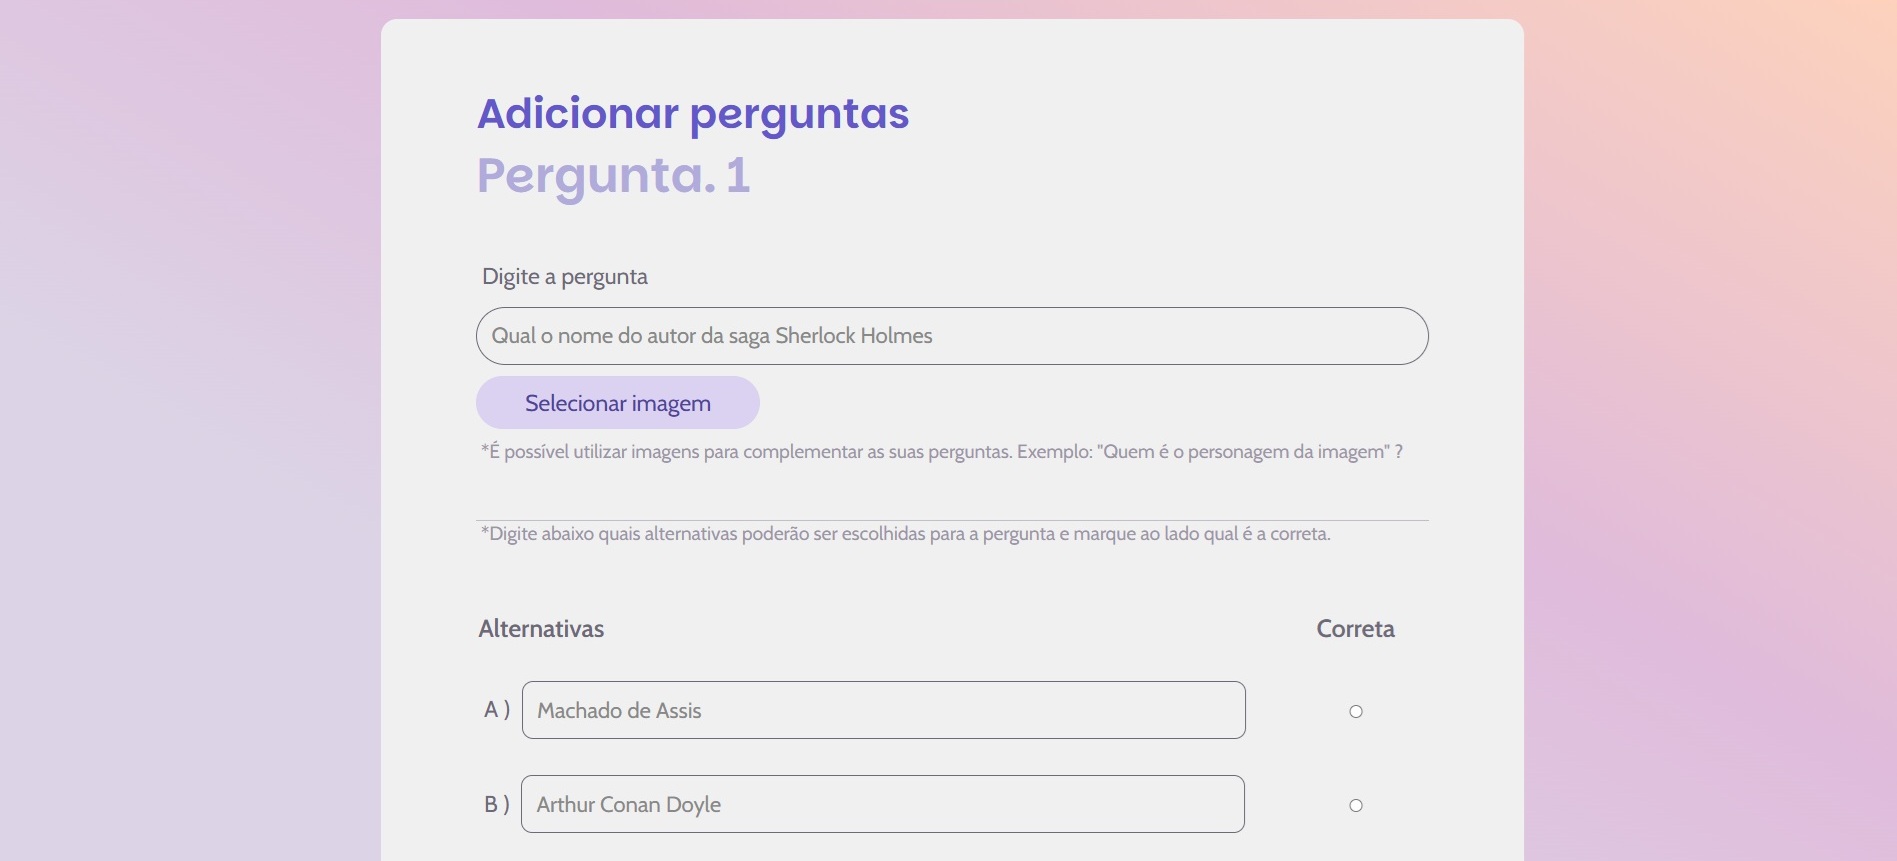 Adicionar perguntas
Pergunta. 1
Digite a pergunta
Qual o nome do autor da saga Sherlock Holmes
Selecionar imagem
*É possível utilizar imagens para complementar as suas perguntas. Exemplo: "Quem é o personagem da imagem" ?
*Digite abaixo quais alternativas poderão ser escolhidas para a pergunta e marque ao lado qual é a correta.
Alternativas Correta
A ) Machado de Assis
B ) Arthur Conan Doyle